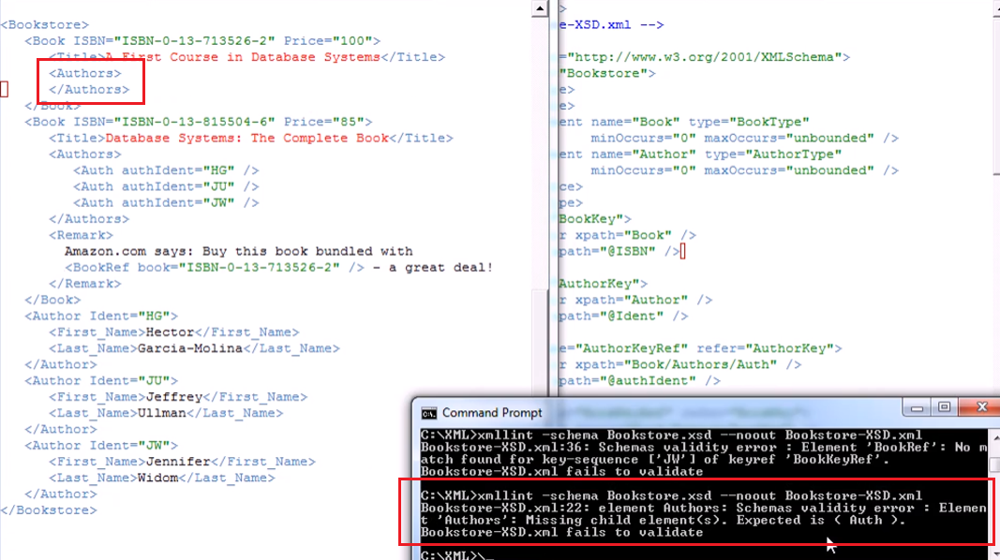 <Bookstore>
<Book ISBN="ISBN-0-13-713526-2" Price="100">
<Title>A First Course in Database Systems</Title>
<Authors>
</Authors>
</Book>
<Book ISBN="ISBN-0-13-815504-6" Price="85">
<Title>Database Systems: The Complete Book</Title>
<Authors>
<Auth authIdent="HG" />
<Auth authIdent="JU" />
<Auth authIdent="JW" />
</Authors>
<Remark>
Amazon.com says: Buy this book bundled with
<BookRef book="ISBN-0-13-713526-2" /> - a great deal!
</Remark>
</Book>
<Author Ident="HG">
<First_Name>Hector</First_Name>
<Last_Name>Garcia-Molina</Last_Name>
</Author>
<Author Ident="JU">
<First_Name>Jeffrey</First_Name>
<Last_Name>Ullman</Last_Name>
</Author>
<Author Ident="JW">
<First_Name>Jennifer</First_Name>
<Last_Name>Widom</Last_Name>
</Author>
</Bookstore>
>
e-XSD.xml -->
="http://www.w3.org/2001/XMLSchema">
"Bookstore">
e>
e>
ent name="Book" type="BookType"
minOccurs="0" maxOccurs="unbounded" />
ent name="Author" type="AuthorType"
minOccurs="0" maxOccurs="unbounded" />
ce>
pe>
BookKey">
r xpath="Book" />
path="@ISBN" />
AuthorKey">
r xpath="Author" />
path="@Ident" />
e="AuthorKeyRef" refer="AuthorKey">
r xpath="Book/Authors/Auth" />
path="@authIdent" />
Command Prompt
C:\XML>xmllint -schema Bookstore.xsd --noout Bookstore-XSD.xml
Bookstore-XSD.xml:36: Schemas validity error : Element 'BookRef': No m
atch found for key-sequence ['JW'] of keyref 'BookKeyRef'.
Bookstore-XSD.xml fails to validate
C:\XML>xmllint -schema Bookstore.xsd --noout Bookstore-XSD.xml
Bookstore-XSD.xml:22: element Authors: Schemas validity error : Elemen
t 'Authors': Missing child element(s). Expected is ( Auth ).
Bookstore-XSD.xml fails to validate
C:\XML>\_